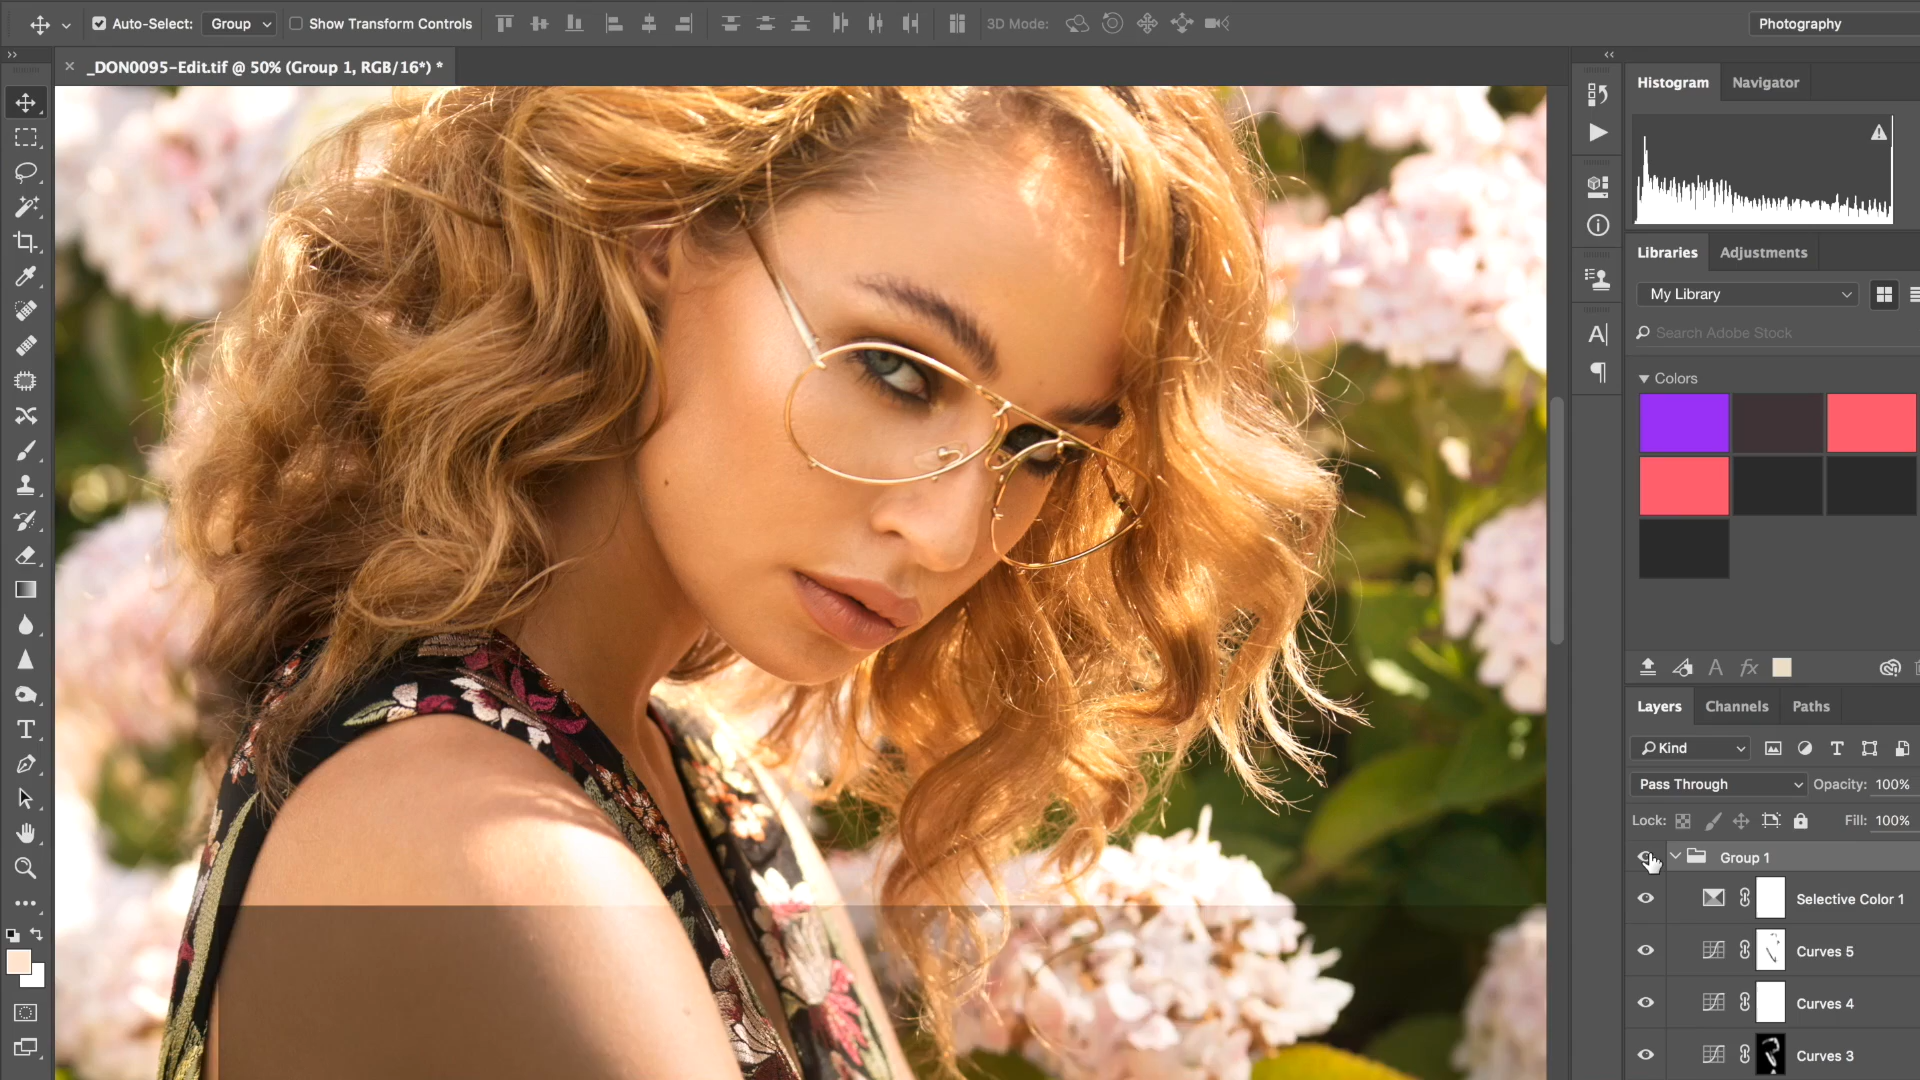 Auto-Select: Group Show Transform Controls 3D Mode: Photography
_DON0095-Edit.tif @ 50% (Group 1, RGB/16*) *
Histogram Navigator
Libraries Adjustments
My Library
Search Adobe Stock
Colors
Layers Channels Paths
Kind
Pass Through Opacity: 100%
Lock: Fill: 100%
Group 1
Selective Color 1
Curves 5
Curves 4
Curves 3